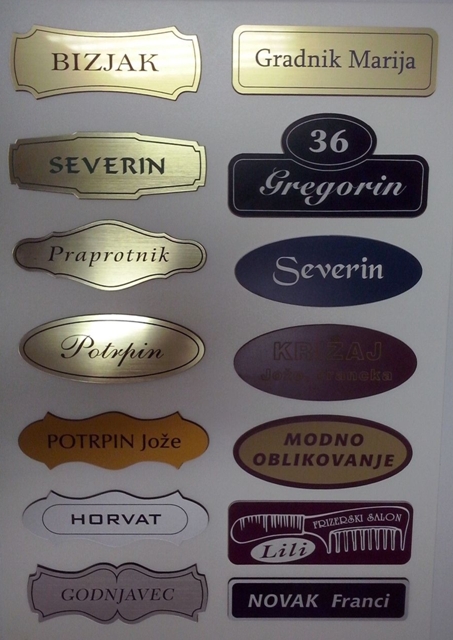 BIZJAK
SEVERIN
Praprotnik
Potrpin
POTRPIN Jože
HORVAT
GODNJAVEC
Gradnik Marija
36
Gregorin
Severin
KRIŽAJ
MODNO
OBLIKOVANJE
FRIZERSKI SALON
Lili
NOVAK Franci